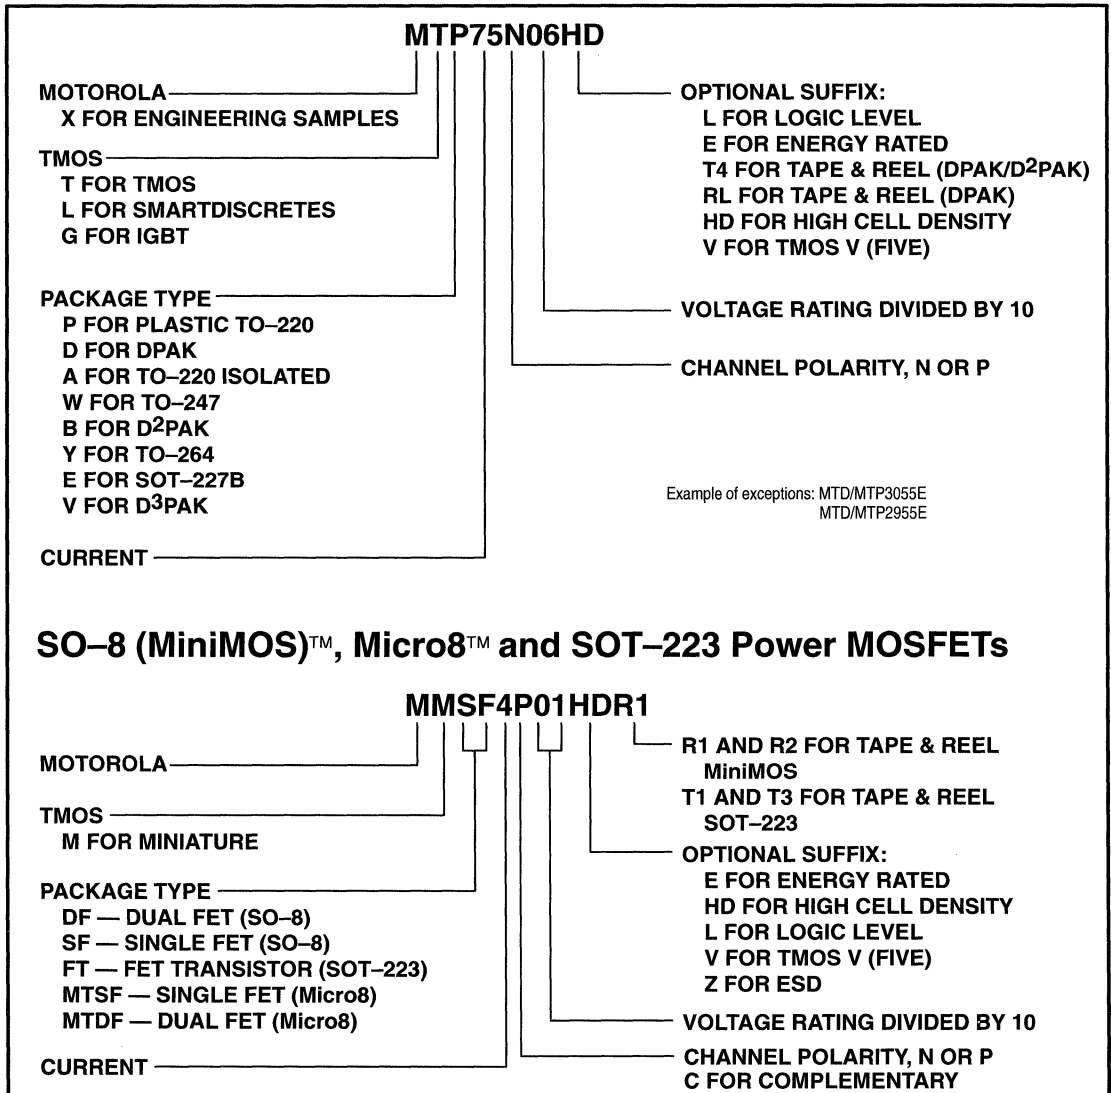 MTP75N06HD
MOTOROLA
X FOR ENGINEERING SAMPLES
TMOS
T FOR TMOS
L FOR SMARTDISCRETES
G FOR IGBT
PACKAGE TYPE
P FOR PLASTIC TO–220
D FOR DPAK
A FOR TO–220 ISOLATED
W FOR TO–247
B FOR D2PAK
Y FOR TO–264
E FOR SOT–227B
V FOR D3PAK
CURRENT
OPTIONAL SUFFIX:
L FOR LOGIC LEVEL
E FOR ENERGY RATED
T4 FOR TAPE & REEL (DPAK/D2PAK)
RL FOR TAPE & REEL (DPAK)
HD FOR HIGH CELL DENSITY
V FOR TMOS V (FIVE)
VOLTAGE RATING DIVIDED BY 10
CHANNEL POLARITY, N OR P
Example of exceptions: MTD/MTP3055E
MTD/MTP2955E
SO–8 (MiniMOS)™, Micro8™ and SOT–223 Power MOSFETs
MMSF4P01HDR1
MOTOROLA
TMOS
M FOR MINIATURE
PACKAGE TYPE
DF — DUAL FET (SO–8)
SF — SINGLE FET (SO–8)
FT — FET TRANSISTOR (SOT–223)
MTSF — SINGLE FET (Micro8)
MTDF — DUAL FET (Micro8)
CURRENT
R1 AND R2 FOR TAPE & REEL
MiniMOS
T1 AND T3 FOR TAPE & REEL
SOT–223
OPTIONAL SUFFIX:
E FOR ENERGY RATED
HD FOR HIGH CELL DENSITY
L FOR LOGIC LEVEL
V FOR TMOS V (FIVE)
Z FOR ESD
VOLTAGE RATING DIVIDED BY 10
CHANNEL POLARITY, N OR P
C FOR COMPLEMENTARY